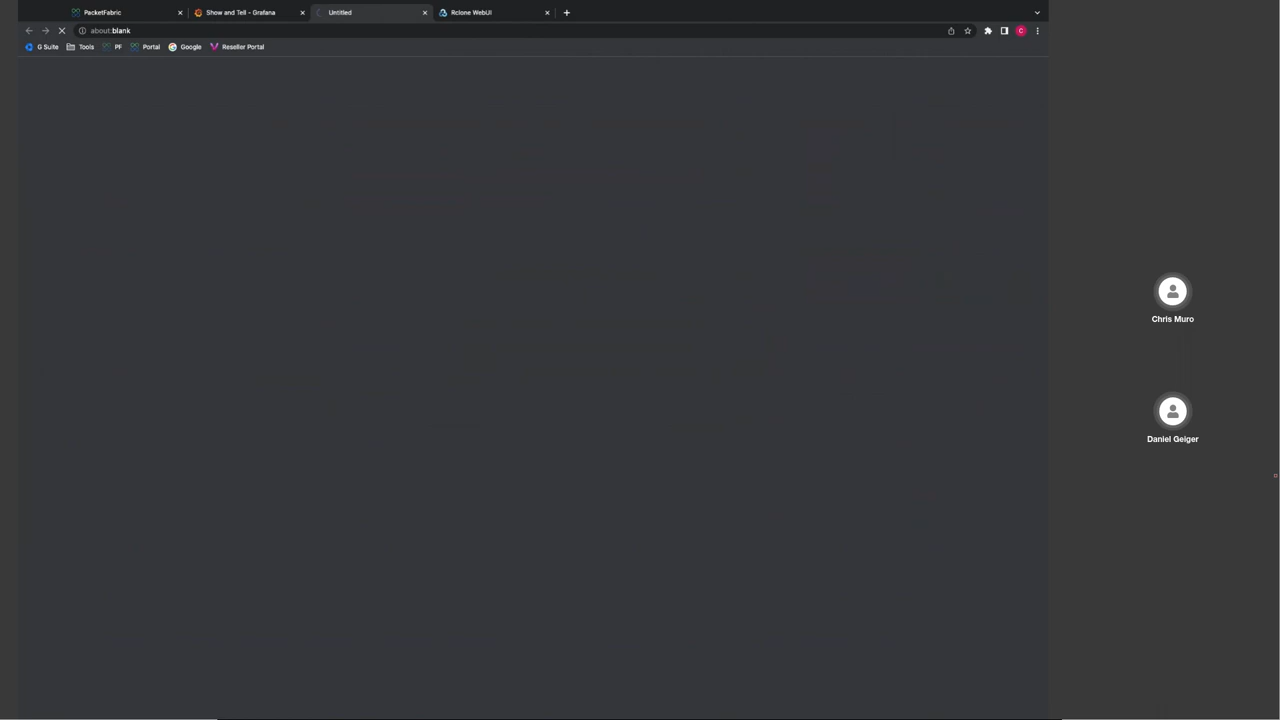 PacketFabric
Show and Tell - Grafana
Untitled
Rclone WebUI
about:blank
G Suite
Tools
PF
Portal
Google
Reseller Portal
C
Chris Muro
Daniel Geiger